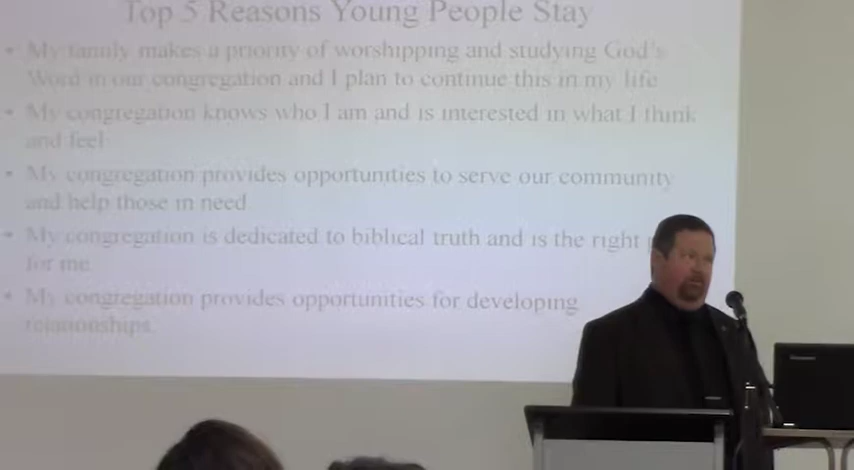 Top 5 Reasons Young People Stay
• My family makes a priority of worshipping and studying God's
Word in our congregation and I plan to continue this in my life
• My congregation knows who I am and is interested in what I think
and feel
• My congregation provides opportunities to serve our community
and help those in need
• My congregation is dedicated to biblical truth and is the right
for me
• My congregation provides opportunities for developing
relationships.